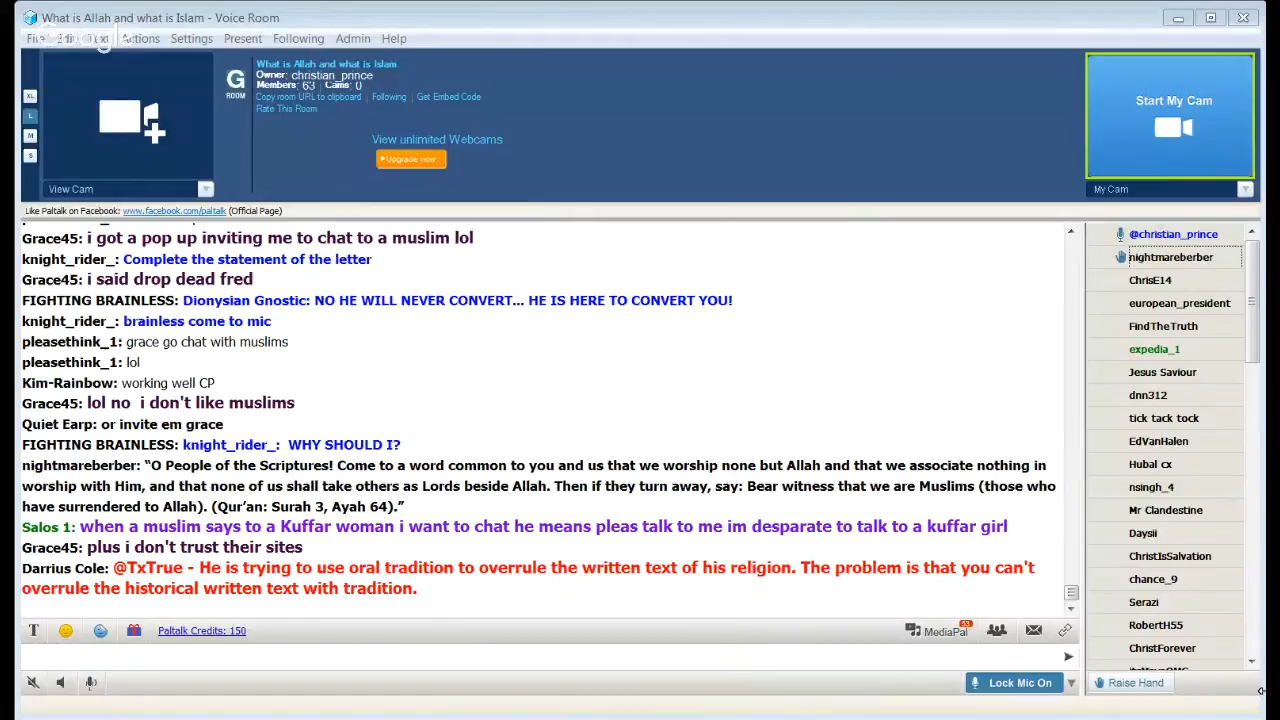 What is Allah and what is Islam - Voice Room
Google
File Edit Text Actions Settings Present Following Admin Help
XL
L
M
S
View Cam
G
ROOM
What is Allah and what is Islam
Owner: christian_prince
Members: 63 | Cams: 0
Copy room URL to clipboard | Following | Get Embed Code
Rate This Room
View unlimited Webcams
Upgrade now
Start My Cam
My Cam
Like Paltalk on Facebook: www.facebook.com/paltalk (Official Page)
Grace45: i got a pop up inviting me to chat to a muslim lol
knight_rider_: Complete the statement of the letter
Grace45: i said drop dead fred
FIGHTING BRAINLESS: Dionysian Gnostic: NO HE WILL NEVER CONVERT... HE IS HERE TO CONVERT YOU!
knight_rider_: brainless come to mic
pleasethink_1: grace go chat with muslims
pleasethink_1: lol
Kim-Rainbow: working well CP
Grace45: lol no i don't like muslims
Quiet Earp: or invite em grace
FIGHTING BRAINLESS: knight_rider_: WHY SHOULD I?
nightmareberber: “O People of the Scriptures! Come to a word common to you and us that we worship none but Allah and that we associate nothing in
worship with Him, and that none of us shall take others as Lords beside Allah. Then if they turn away, say: Bear witness that we are Muslims (those who
have surrendered to Allah). (Qur’an: Surah 3, Ayah 64).”
Salos 1: when a muslim says to a Kuffar woman i want to chat he means pleas talk to me im desparate to talk to a kuffar girl
Grace45: plus i don't trust their sites
Darrius Cole: @TxTrue - He is trying to use oral tradition to overrule the written text of his religion. The problem is that you can't
overrule the historical written text with tradition.
@christian_prince
nightmareberber
ChrisE14
european_president
FindTheTruth
expedia_1
Jesus Saviour
dnn312
tick tack tock
EdVanHalen
Hubal cx
nsingh_4
Mr Clandestine
Daysii
ChristIsSalvation
chance_9
Serazi
RobertH55
ChristForever
T
Paltalk Credits: 150
MediaPal
53
Lock Mic On
Raise Hand